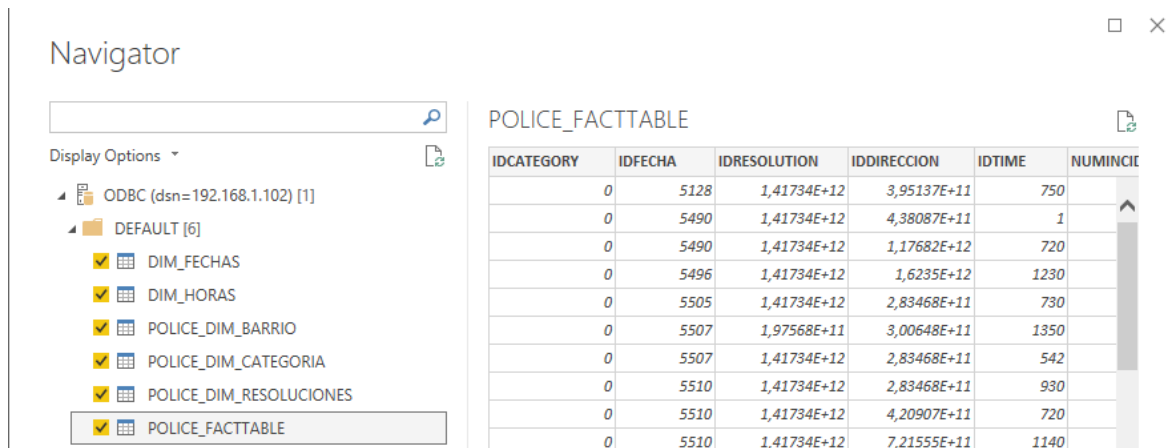 Navigator
Display Options
ODBC (dsn=192.168.1.102) [1]
DEFAULT [6]
DIM_FECHAS
DIM_HORAS
POLICE_DIM_BARRIO
POLICE_DIM_CATEGORIA
POLICE_DIM_RESOLUCIONES
POLICE_FACTTABLE
POLICE_FACTTABLE
IDCATEGORY IDFECHA IDRESOLUTION IDDIRECCION IDTIME NUMINCID
0 5128 1,41734E+12 3,95137E+11 750
0 5490 1,41734E+12 4,38087E+11 1
0 5490 1,41734E+12 1,17682E+12 720
0 5496 1,41734E+12 1,6235E+12 1230
0 5505 1,41734E+12 2,83468E+11 730
0 5507 1,97568E+11 3,00648E+11 1350
0 5507 1,41734E+12 2,83468E+11 542
0 5510 1,41734E+12 2,83468E+11 930
0 5510 1,41734E+12 4,20907E+11 720
0 5510 1,41734E+12 7,21555E+11 1140